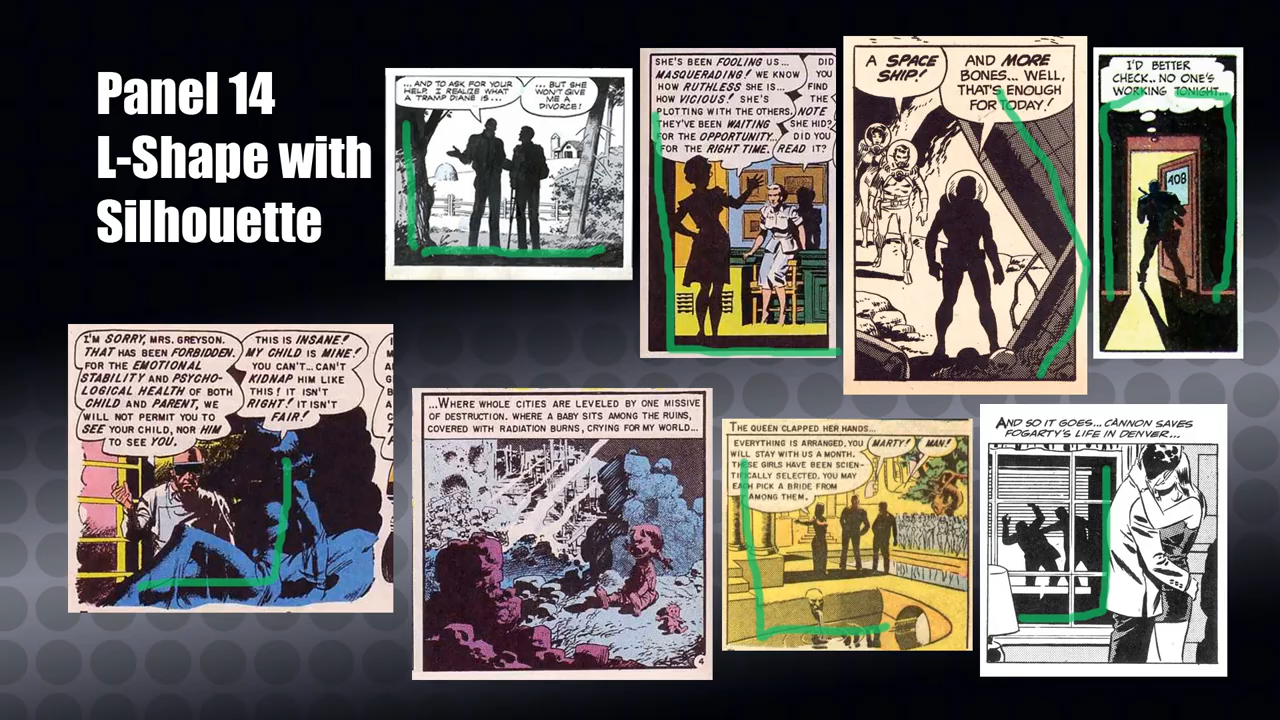 Panel 14
L-Shape with
Silhouette
...AND TO ASK FOR YOUR
HELP. I REALIZE WHAT
A TRAMP DIANE IS...
...BUT SHE
WON'T GIVE
ME A
DIVORCE!
SHE'S BEEN FOOLING US...
MASQUERADING! WE KNOW
HOW RUTHLESS SHE IS...
HOW VICIOUS! SHE'S
PLOTTING WITH THE OTHERS.
THEY'VE BEEN WAITING
FOR THE OPPORTUNITY.
FOR THE RIGHT TIME.
DID
YOU
FIND
THE
NOTE
SHE HID?
DID YOU
READ IT?
A SPACE
SHIP!
AND MORE
BONES... WELL,
THAT'S ENOUGH
FOR TODAY!
I'D BETTER
CHECK.. NO ONE'S
WORKING TONIGHT...
408
I'M SORRY, MRS. GREYSON.
THAT HAS BEEN FORBIDDEN.
FOR THE EMOTIONAL
STABILITY AND PSYCHO-
LOGICAL HEALTH OF BOTH
CHILD AND PARENT, WE
WILL NOT PERMIT YOU TO
SEE YOUR CHILD, NOR HIM
TO SEE YOU.
THIS IS INSANE!
MY CHILD IS MINE!
YOU CAN'T...CAN'T
KIDNAP HIM LIKE
THIS! IT ISN'T
RIGHT! IT ISN'T
FAIR!
...WHERE WHOLE CITIES ARE LEVELED BY ONE MISSIVE
OF DESTRUCTION. WHERE A BABY SITS AMONG THE RUINS,
COVERED WITH RADIATION BURNS, CRYING FOR MY WORLD...
4
THE QUEEN CLAPPED HER HANDS...
EVERYTHING IS ARRANGED, YOU
WILL STAY WITH US A MONTH.
THESE GIRLS HAVE BEEN SCIEN-
TIFICALLY SELECTED. YOU MAY
EACH PICK A BRIDE FROM
AMONG THEM.
MARTY!
MAN!
AND SO IT GOES... CANNON SAVES
FOGARTY'S LIFE IN DENVER...